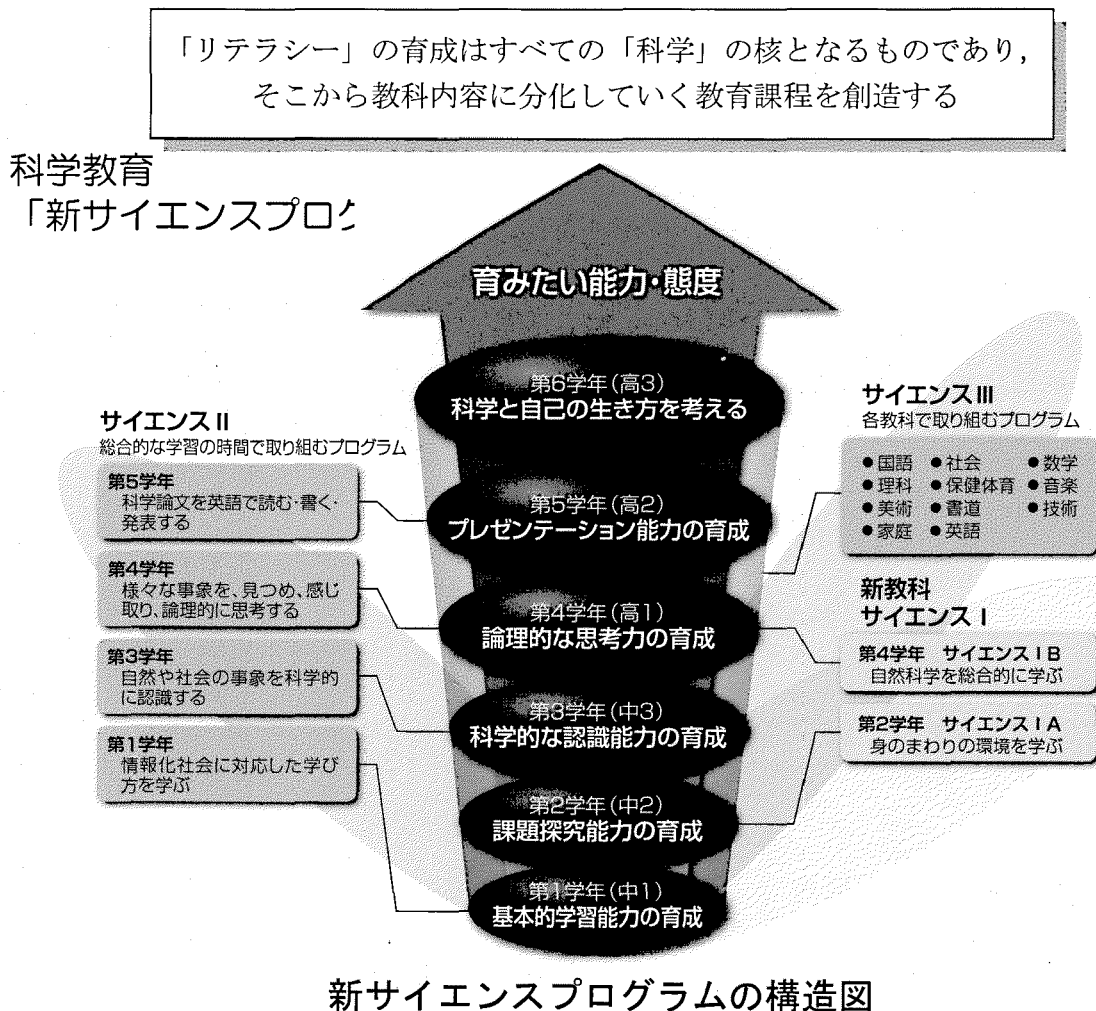 「リテラシー」の育成はすべての「科学」の核となるものであり,
そこから教科内容に分化していく教育課程を創造する
科学教育
「新サイエンスプログ
育みたい能力・態度
第6学年(高3)
科学と自己の生き方を考える
第5学年(高2)
プレゼンテーション能力の育成
第4学年(高1)
論理的な思考力の育成
第3学年(中3)
科学的な認識能力の育成
第2学年(中2)
課題探究能力の育成
第1学年(中1)
基本的学習能力の育成
サイエンスⅡ
総合的な学習の時間で取り組むプログラム
第5学年
科学論文を英語で読む・書く・
発表する
第4学年
様々な事象を、見つめ、感じ
取り、論理的に思考する
第3学年
自然や社会の事象を科学的
に認識する
第1学年
情報化社会に対応した学び
方を学ぶ
サイエンスⅢ
各教科で取り組むプログラム
●国語 ●社会 ●数学
●理科 ●保健体育 ●音楽
●美術 ●書道 ●技術
●家庭 ●英語
新教科
サイエンスⅠ
第4学年 サイエンスⅠB
自然科学を総合的に学ぶ
第2学年 サイエンスⅠA
身のまわりの環境を学ぶ
新サイエンスプログラムの構造図